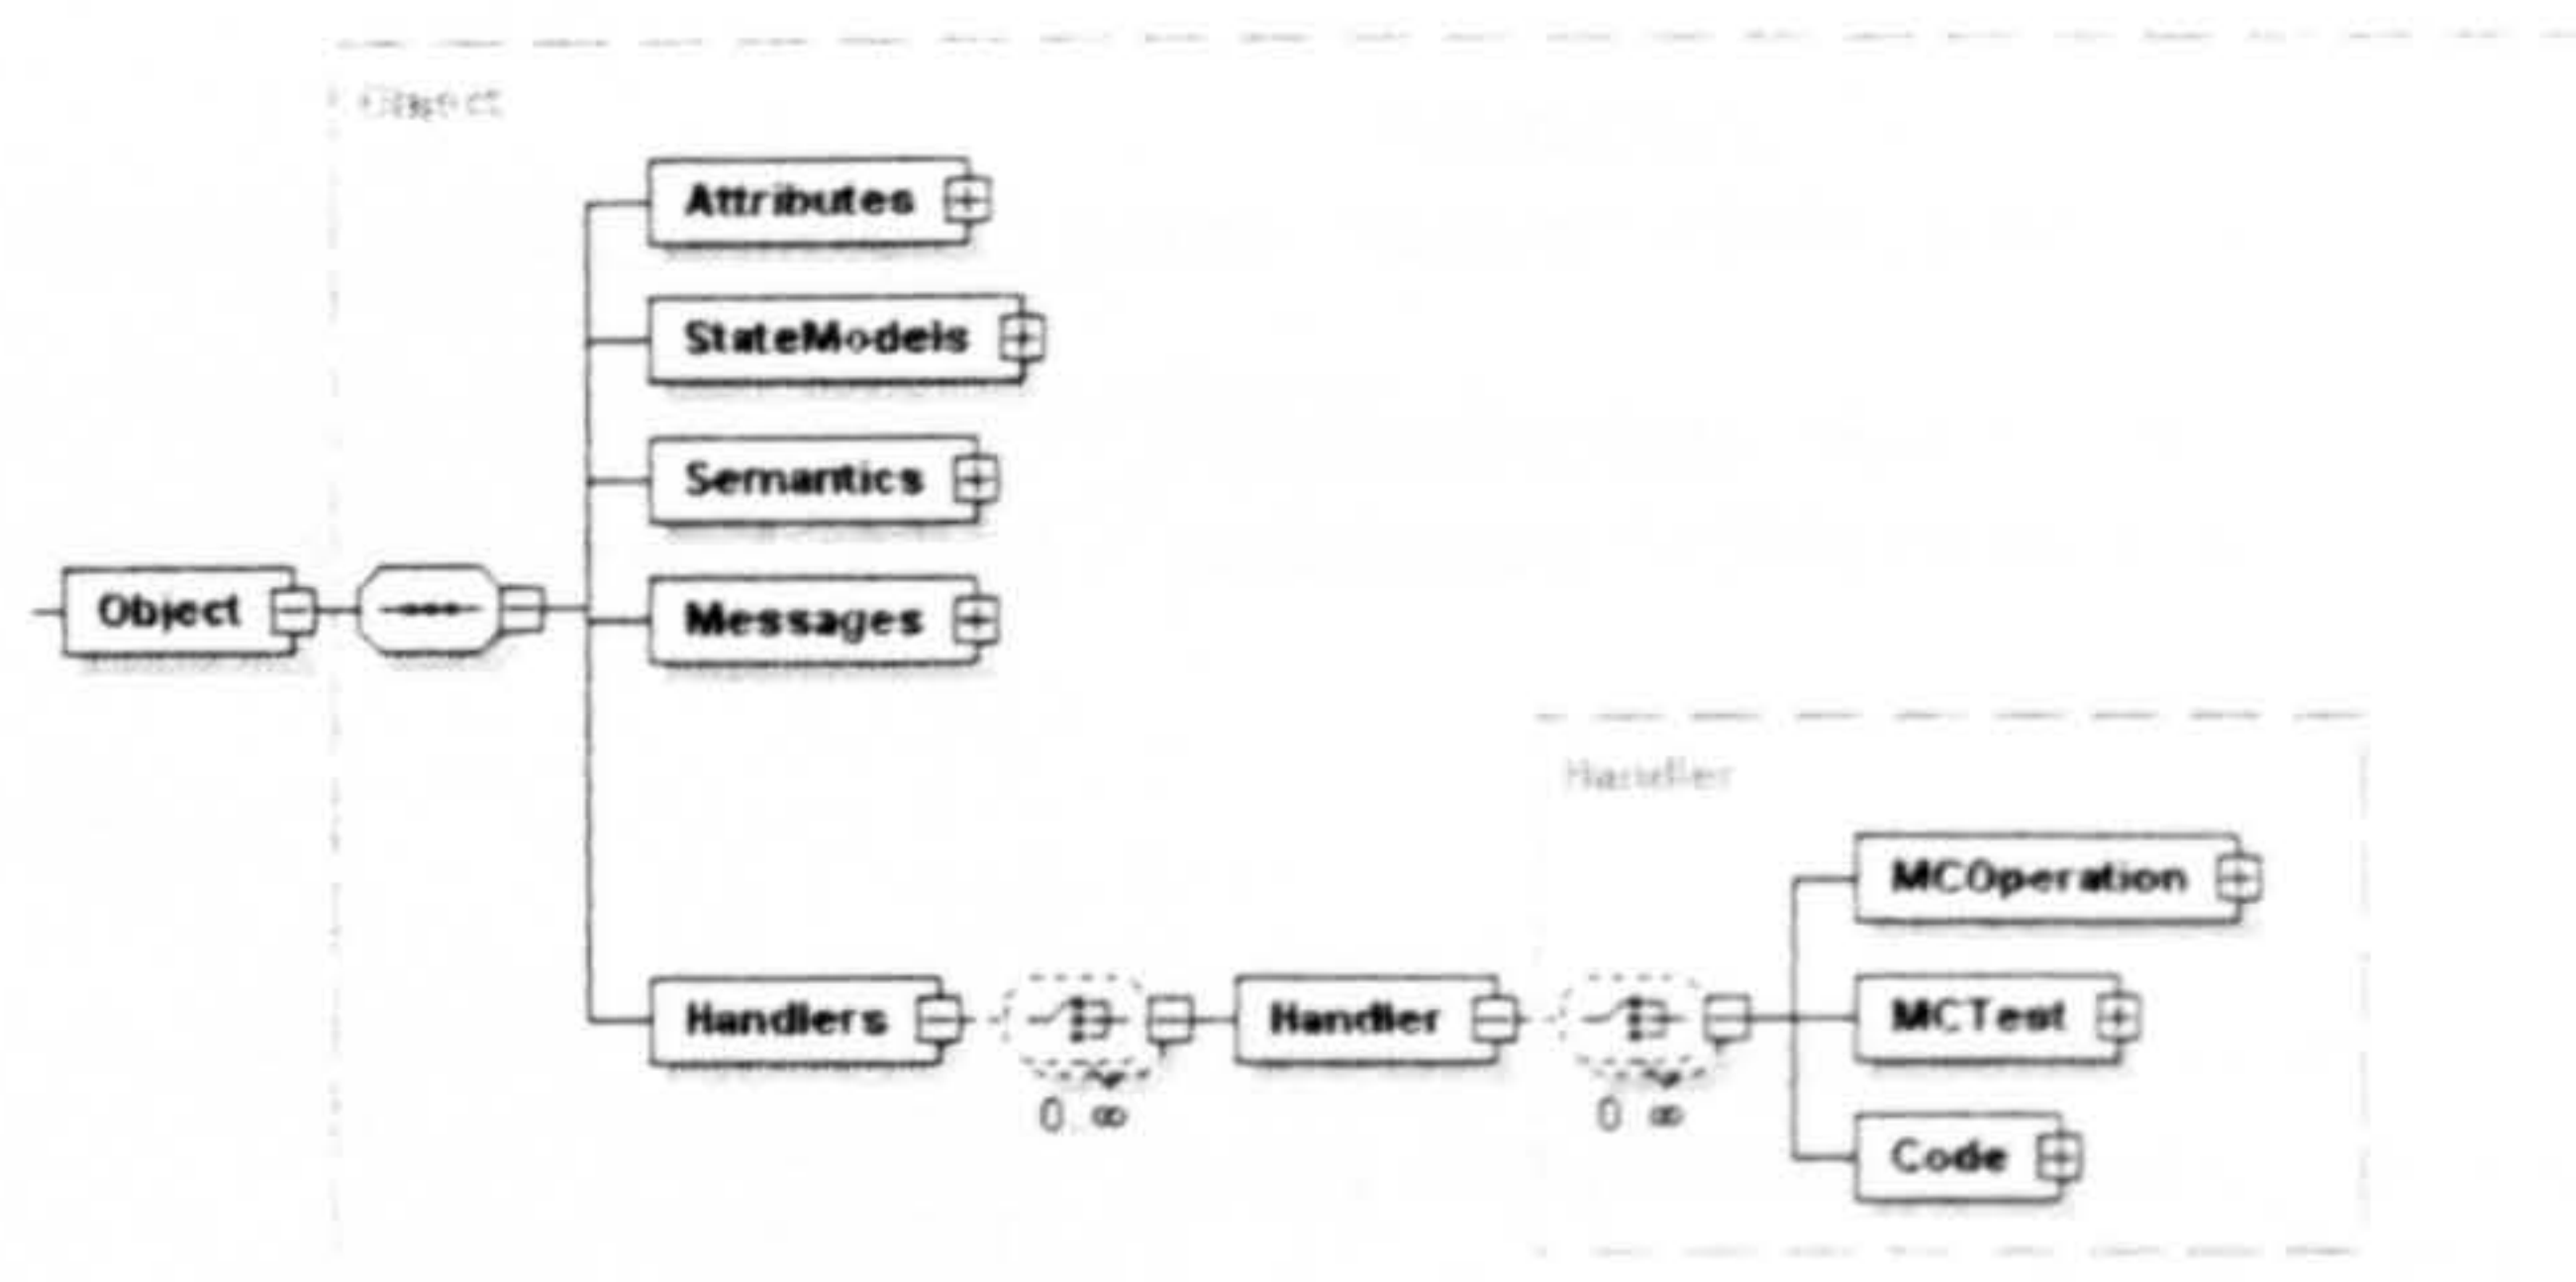 Object
Attributes
StateModels
Semantics
Object
Messages
Handler
MCOperation
Handlers
Handler
MCTest
0..∞
0..∞
Code